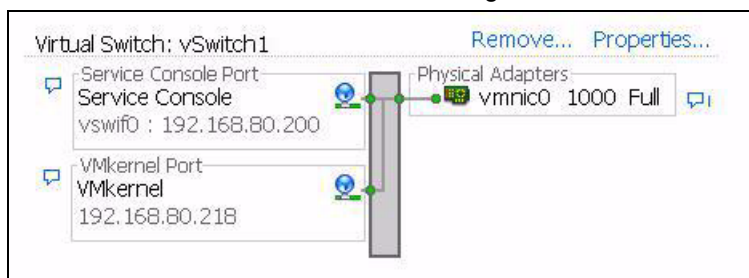 Virtual Switch: vSwitch1 Remove... Properties...
Service Console Port Physical Adapters
Service Console vmnic0 1000 Full
vswif0 : 192.168.80.200
VMkernel Port
VMkernel
192.168.80.218